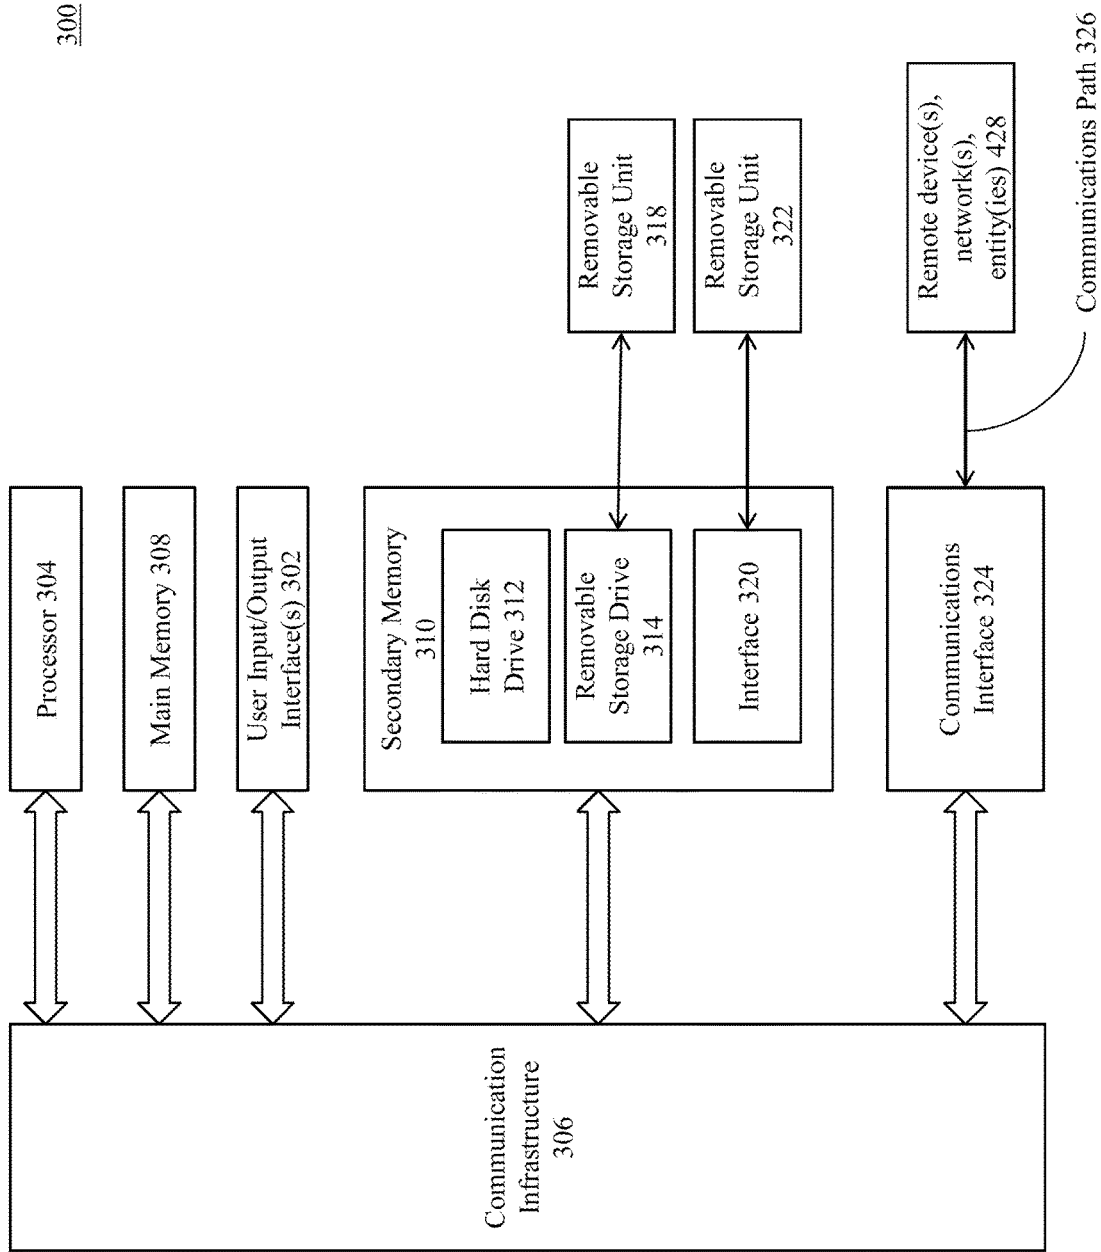 300
Processor 304
Main Memory 308
User Input/Output
Interface(s) 302
Secondary Memory
310
Hard Disk
Drive 312
Removable
Storage Drive
314
Interface 320
Removable
Storage Unit
318
Removable
Storage Unit
322
Communications
Interface 324
Remote device(s),
network(s),
entity(ies) 428
Communications Path 326
Communication
Infrastructure
306